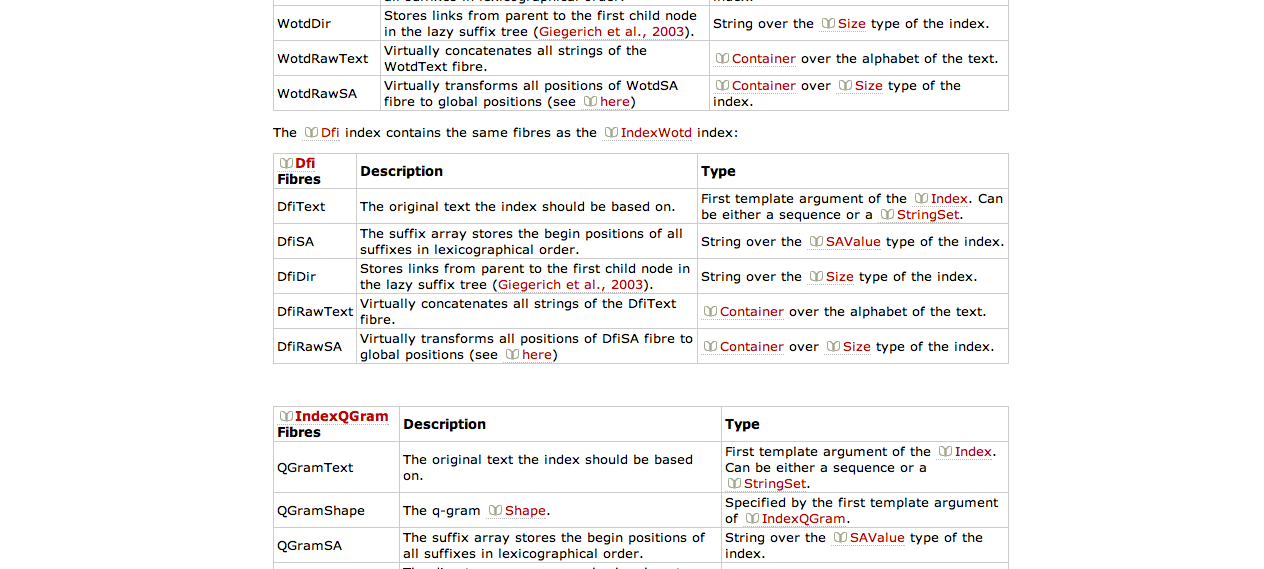 all suffixes in lexicographical order.
index.
WotdDir
Stores links from parent to the first child node
in the lazy suffix tree (Giegerich et al., 2003).
String over the Size type of the index.
WotdRawText
Virtually concatenates all strings of the
WotdText fibre.
Container over the alphabet of the text.
WotdRawSA
Virtually transforms all positions of WotdSA
fibre to global positions (see here)
Container over Size type of the
index.
The Dfi index contains the same fibres as the IndexWotd index:
Dfi
Fibres
Description
Type
DfiText
The original text the index should be based on.
First template argument of the Index. Can
be either a sequence or a StringSet.
DfiSA
The suffix array stores the begin positions of all
suffixes in lexicographical order.
String over the SAValue type of the index.
DfiDir
Stores links from parent to the first child node in
the lazy suffix tree (Giegerich et al., 2003).
String over the Size type of the index.
DfiRawText
Virtually concatenates all strings of the DfiText
fibre.
Container over the alphabet of the text.
DfiRawSA
Virtually transforms all positions of DfiSA fibre to
global positions (see here)
Container over Size type of the index.
IndexQGram
Fibres
Description
Type
QGramText
The original text the index should be based
on.
First template argument of the Index.
Can be either a sequence or a
StringSet.
QGramShape
The q-gram Shape.
Specified by the first template argument
of IndexQGram.
QGramSA
The suffix array stores the begin positions of
all suffixes in lexicographical order.
String over the SAValue type of the
index.